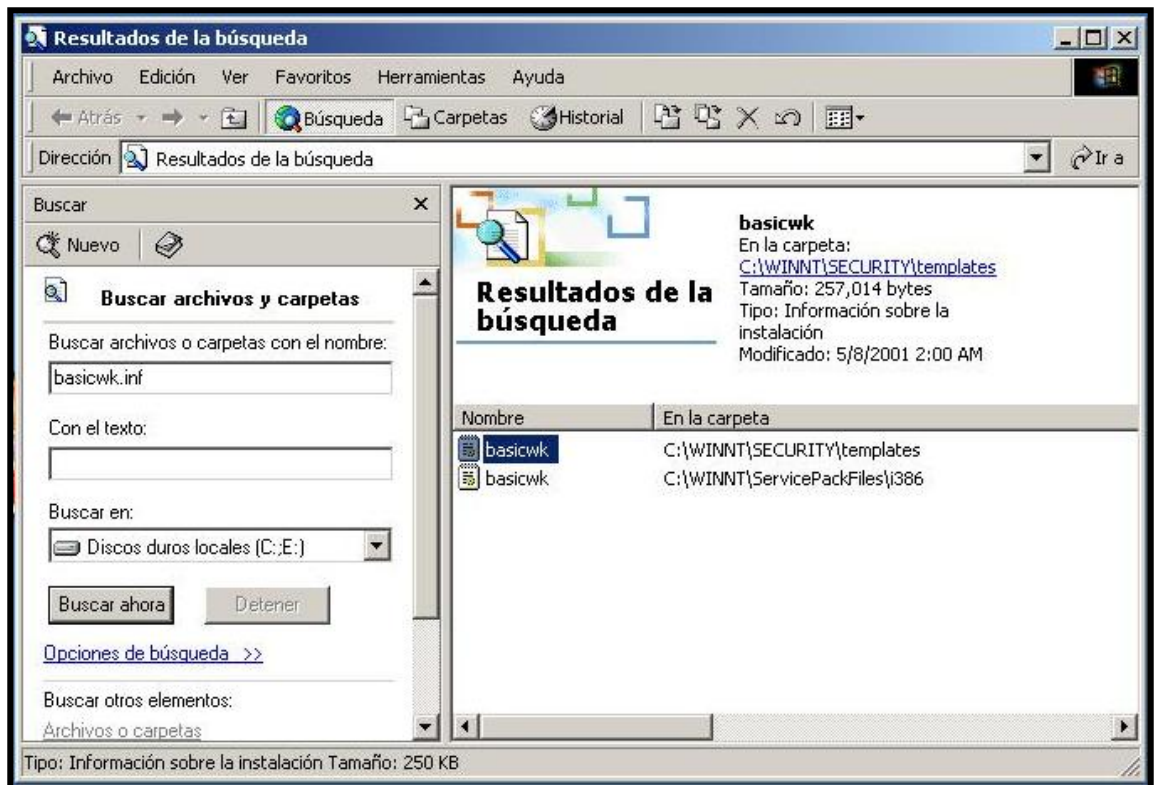 Resultados de la búsqueda
Archivo Edición Ver Favoritos Herramientas Ayuda
Atrás Búsqueda Carpetas Historial
Dirección Resultados de la búsqueda Ir a
Buscar
Nuevo
Buscar archivos y carpetas
Buscar archivos o carpetas con el nombre:
basicwk.inf
Con el texto:
Buscar en:
Discos duros locales (C:;E:)
Buscar ahora Detener
Opciones de búsqueda >>
Buscar otros elementos:
Archivos o carpetas
Resultados de la
búsqueda
basicwk
En la carpeta:
C:\WINNT\SECURITY\templates
Tamaño: 257,014 bytes
Tipo: Información sobre la
instalación
Modificado: 5/8/2001 2:00 AM
Nombre En la carpeta
basicwk C:\WINNT\SECURITY\templates
basicwk C:\WINNT\ServicePackFiles\i386
Tipo: Información sobre la instalación Tamaño: 250 KB